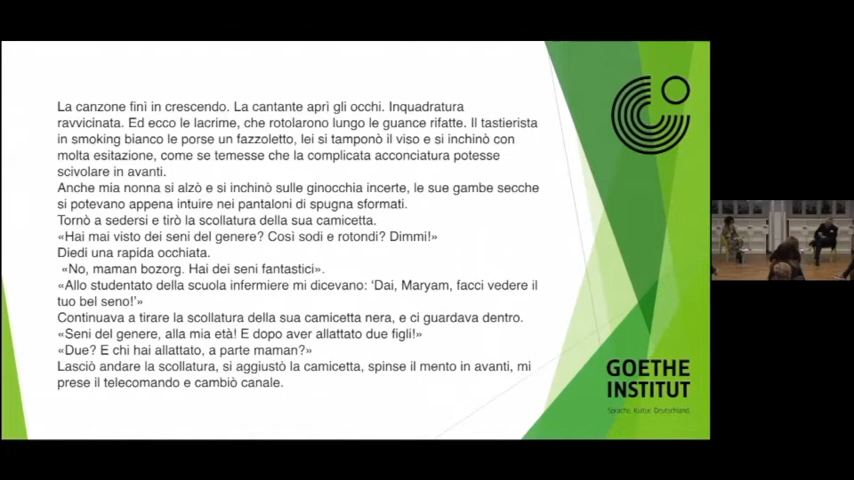 La canzone finì in crescendo. La cantante aprì gli occhi. Inquadratura
ravvicinata. Ed ecco le lacrime, che rotolarono lungo le guance rifatte. Il tastierista
in smoking bianco le porse un fazzoletto, lei si tamponò il viso e si inchinò con
molta esitazione, come se temesse che la complicata acconciatura potesse
scivolare in avanti.
Anche mia nonna si alzò e si inchinò sulle ginocchia incerte, le sue gambe secche
si potevano appena intuire nei pantaloni di spugna sformati.
Tornò a sedersi e tirò la scollatura della sua camicetta.
«Hai mai visto dei seni del genere? Così sodi e rotondi? Dimmi!»
Diedi una rapida occhiata.
«No, maman bozorg. Hai dei seni fantastici».
«Allo studentato della scuola infermiere mi dicevano: ‘Dai, Maryam, facci vedere il
tuo bel seno!’»
Continuava a tirare la scollatura della sua camicetta nera, e ci guardava dentro.
«Seni del genere, alla mia età! E dopo aver allattato due figli!»
«Due? E chi hai allattato, a parte maman?»
Lasciò andare la scollatura, si aggiustò la camicetta, spinse il mento in avanti, mi
prese il telecomando e cambiò canale.
GOETHE
INSTITUT
Sprache. Kultur. Deutschland.